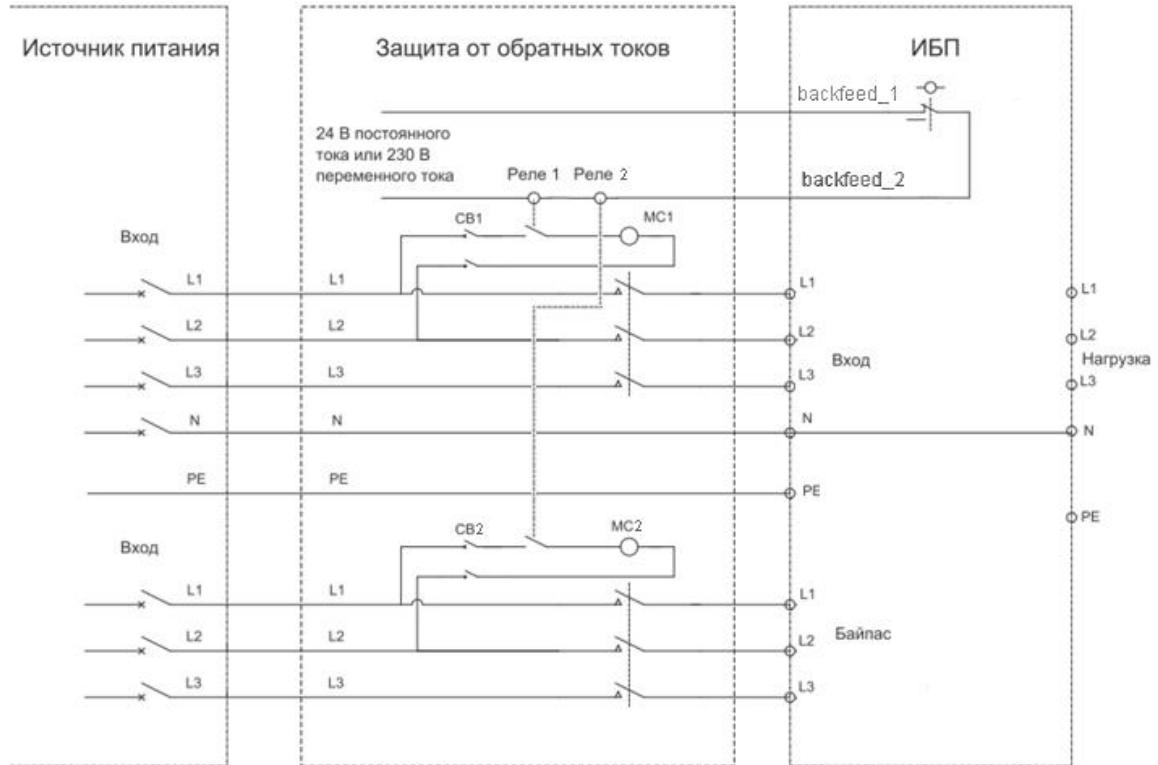 Источник питания
Защита от обратных токов
ИБП
backfeed_1
24 В постоянного
тока или 230 В
переменного тока
Реле 1 Реле 2
backfeed_2
CB1
MC1
Вход
L1
L1
L1
L1
L2
L2
L2
L2
Вход
Нагрузка
L3
L3
L3
L3
N
N
N
N
PE
PE
PE
PE
CB2
MC2
Вход
L1
L1
L1
L2
L2
L2
Байпас
L3
L3
L3